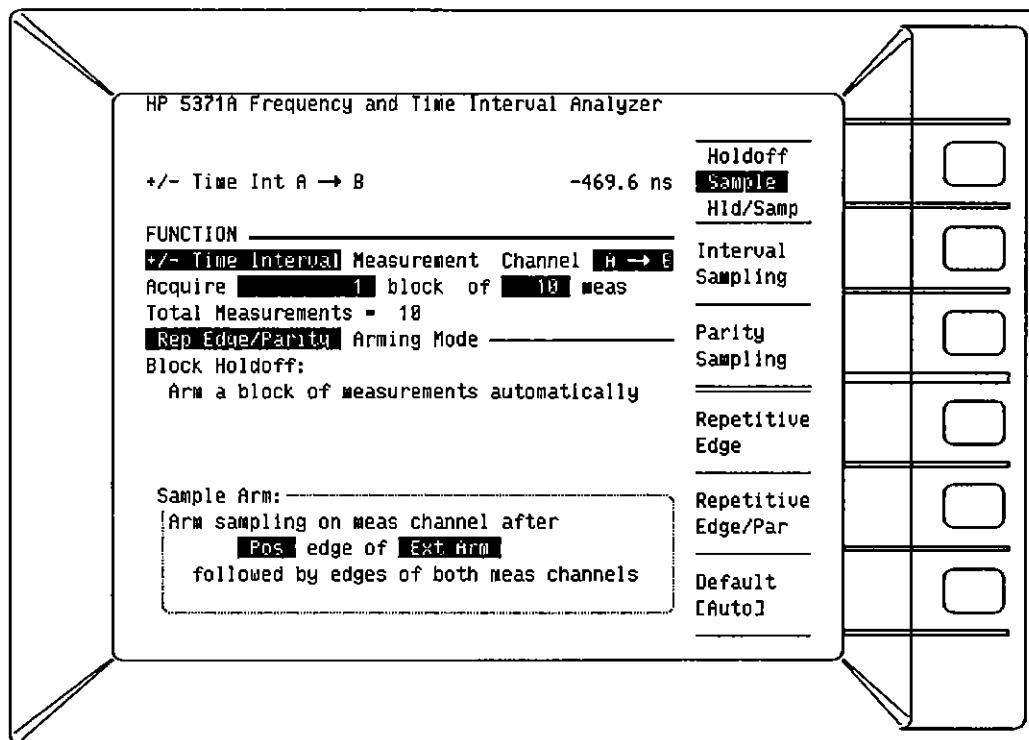 HP 5371A Frequency and Time Interval Analyzer
+/- Time Int A → B -469.6 ns
FUNCTION
+/- Time Interval Measurement Channel A → B
Acquire 1 block of 10 meas
Total Measurements = 10
Rep Edge/Parity Arming Mode
Block Holdoff:
Arm a block of measurements automatically
Sample Arm:
Arm sampling on meas channel after
Pos edge of Ext Arm
followed by edges of both meas channels
Holdoff
Sample
Hld/Samp
Interval
Sampling
Parity
Sampling
Repetitive
Edge
Repetitive
Edge/Par
Default
[Auto]